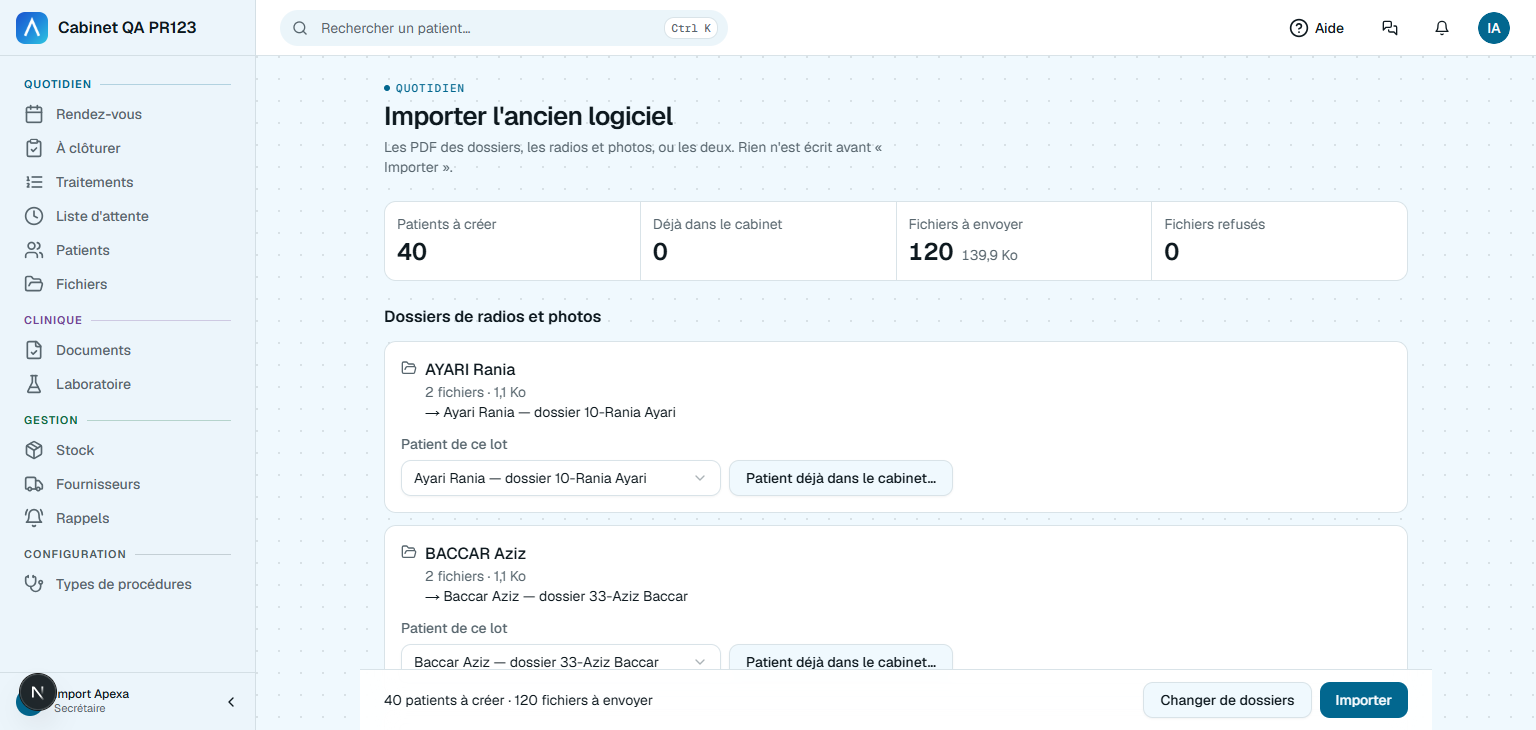 Cabinet QA PR123
Rechercher un patient…
Ctrl K
Aide
IA
QUOTIDIEN
Rendez-vous
À clôturer
Traitements
Liste d'attente
Patients
Fichiers
CLINIQUE
Documents
Laboratoire
GESTION
Stock
Fournisseurs
Rappels
CONFIGURATION
Types de procédures
N
Import Apexa
Secrétaire
QUOTIDIEN
Importer l'ancien logiciel
Les PDF des dossiers, les radios et photos, ou les deux. Rien n'est écrit avant «
Importer ».
Patients à créer
40
Déjà dans le cabinet
0
Fichiers à envoyer
120 139,9 Ko
Fichiers refusés
0
Dossiers de radios et photos
AYARI Rania
2 fichiers · 1,1 Ko
→ Ayari Rania — dossier 10-Rania Ayari
Patient de ce lot
Ayari Rania — dossier 10-Rania Ayari
Patient déjà dans le cabinet…
BACCAR Aziz
2 fichiers · 1,1 Ko
→ Baccar Aziz — dossier 33-Aziz Baccar
Patient de ce lot
Baccar Aziz — dossier 33-Aziz Baccar
Patient déjà dans le cabinet…
40 patients à créer · 120 fichiers à envoyer
Changer de dossiers
Importer